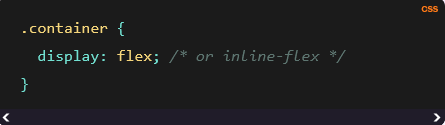 css
.container {
  display: flex; /* or inline-flex */
}